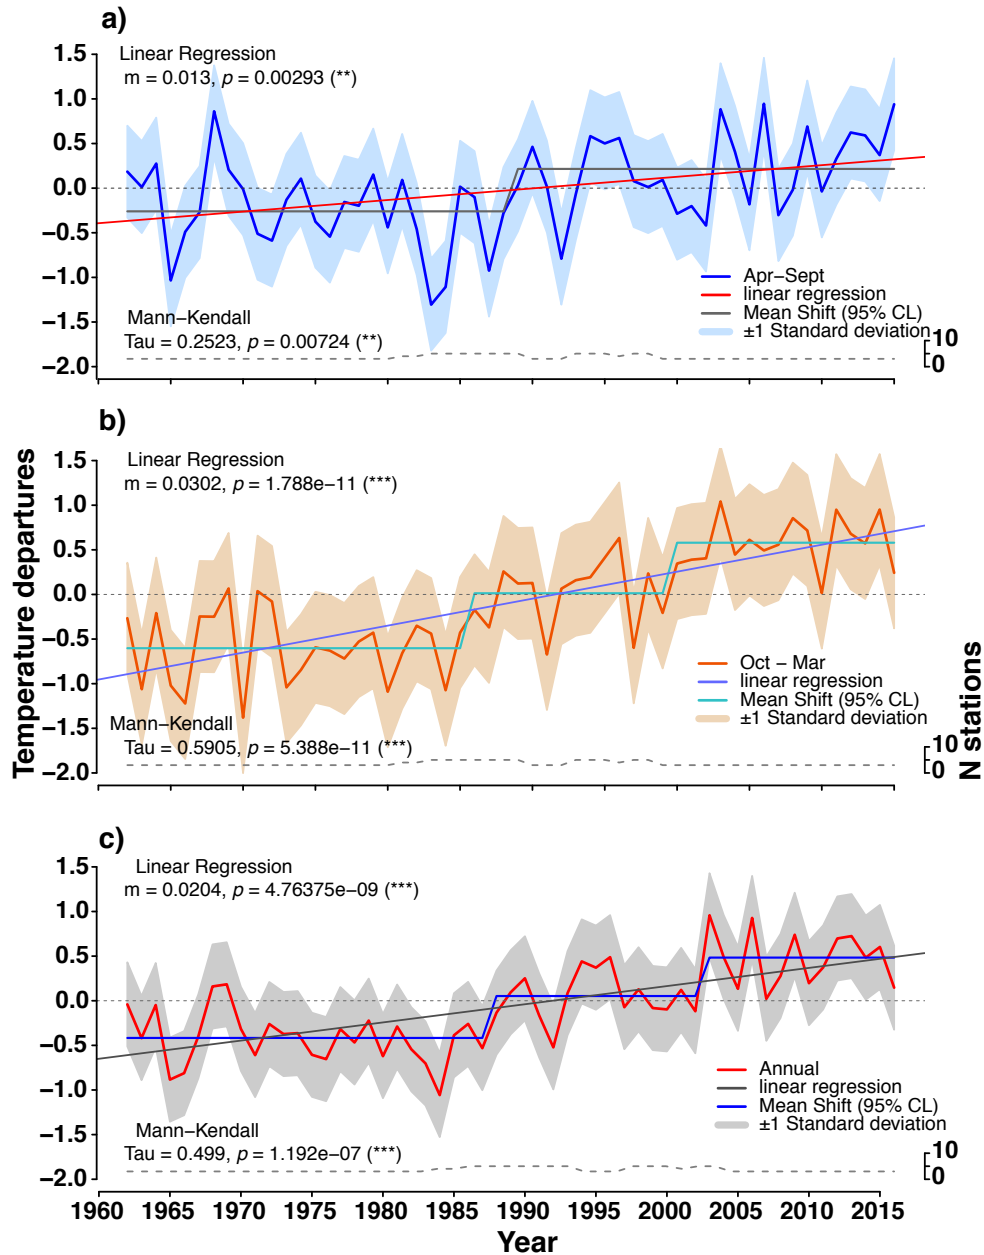 a)
1.5
1.0
0.5
0.0
−0.5
−1.0
−1.5
−2.0
Linear Regression
m = 0.013, p = 0.00293 (**)
Apr−Sept
linear regression
Mean Shift (95% CL)
±1 Standard deviation
Mann−Kendall
Tau = 0.2523, p = 0.00724 (**)
10
0
b)
Temperature departures
1.5
1.0
0.5
0.0
−0.5
−1.0
−1.5
−2.0
Linear Regression
m = 0.0302, p = 1.788e−11 (***)
Oct − Mar
linear regression
Mean Shift (95% CL)
±1 Standard deviation
Mann−Kendall
Tau = 0.5905, p = 5.388e−11 (***)
10
0
N stations
c)
1.5
1.0
0.5
0.0
−0.5
−1.0
−1.5
−2.0
Linear Regression
m = 0.0204, p = 4.76375e−09 (***)
Annual
linear regression
Mean Shift (95% CL)
±1 Standard deviation
Mann−Kendall
Tau = 0.499, p = 1.192e−07 (***)
10
0
1960 1965 1970 1975 1980 1985 1990 1995 2000 2005 2010 2015
Year